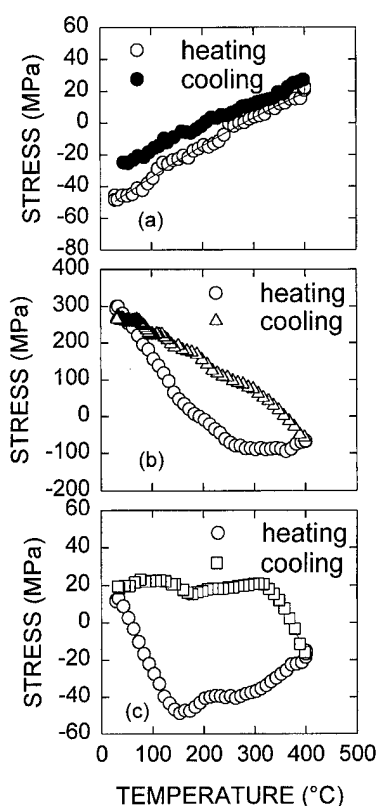 60
40
20
0
-20
-40
-60
-80
STRESS (MPa)
heating
cooling
(a)
400
300
200
100
0
-100
-200
STRESS (MPa)
heating
cooling
(b)
60
40
20
0
-20
-40
-60
STRESS (MPa)
heating
cooling
(c)
0 100 200 300 400 500
TEMPERATURE (°C)